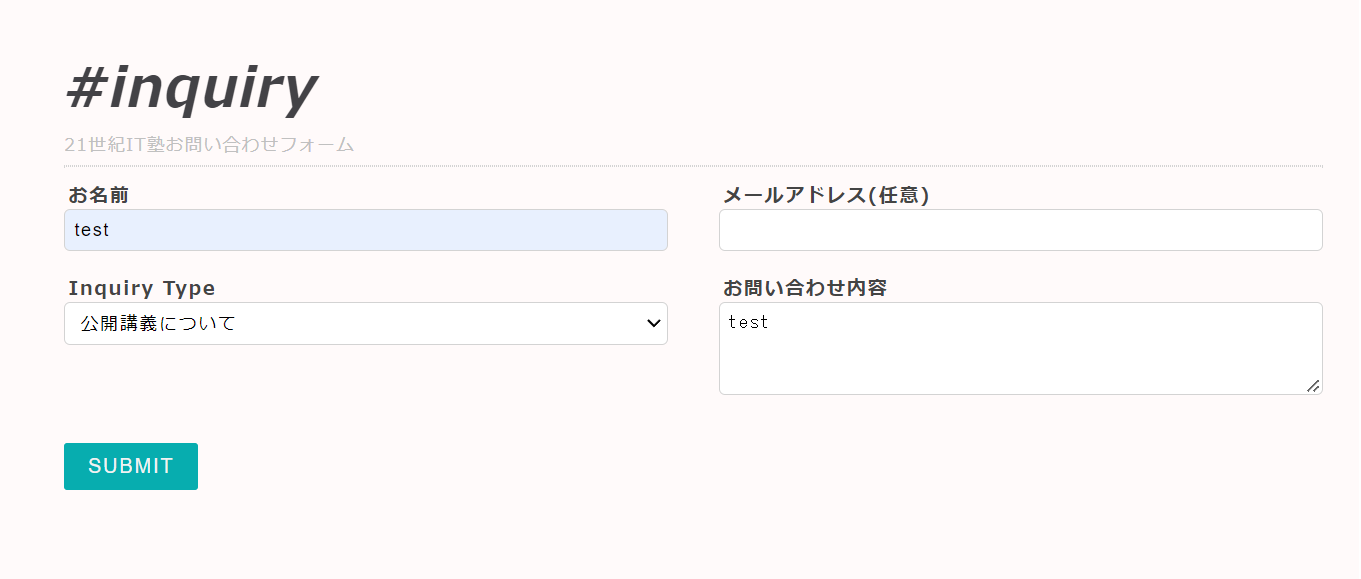 #inquiry
21世紀IT塾お問い合わせフォーム
お名前
test
メールアドレス(任意)
Inquiry Type
公開講義について
お問い合わせ内容
test
SUBMIT